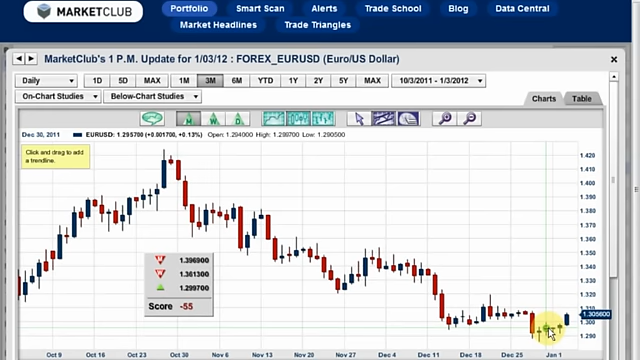 MARKETCLUB
Portfolio Smart Scan Alerts Trade School Blog Data Central
Market Headlines Trade Triangles
MarketClub's 1 P.M. Update for 1/03/12 : FOREX_EURUSD (Euro/US Dollar)
Daily 1D 5D MAX 1M 3M 6M YTD 1Y 5Y MAX 10/3/2011 - 1/3/2012
On-Chart Studies Below-Chart Studies
Charts Table
M W D
Dec 30, 2011 EURUSD: 1.295700 (+0.001700, +0.13%) Open: 1.294000 High: 1.299700 Low: 1.290500
Click and drag to add
a trendline.
1.420
1.410
1.400
1.390
1.380
1.370
1.360
1.350
1.340
1.330
1.320
1.310
1.305600
1.300
1.290
M 1.396900
W 1.361300
1.299700
Score -55
Oct 9 Oct 16 Oct 23 Oct 30 Nov 6 Nov 13 Nov 20 Nov 27 Dec 4 Dec 11 Dec 18 Dec 25 Jan 1